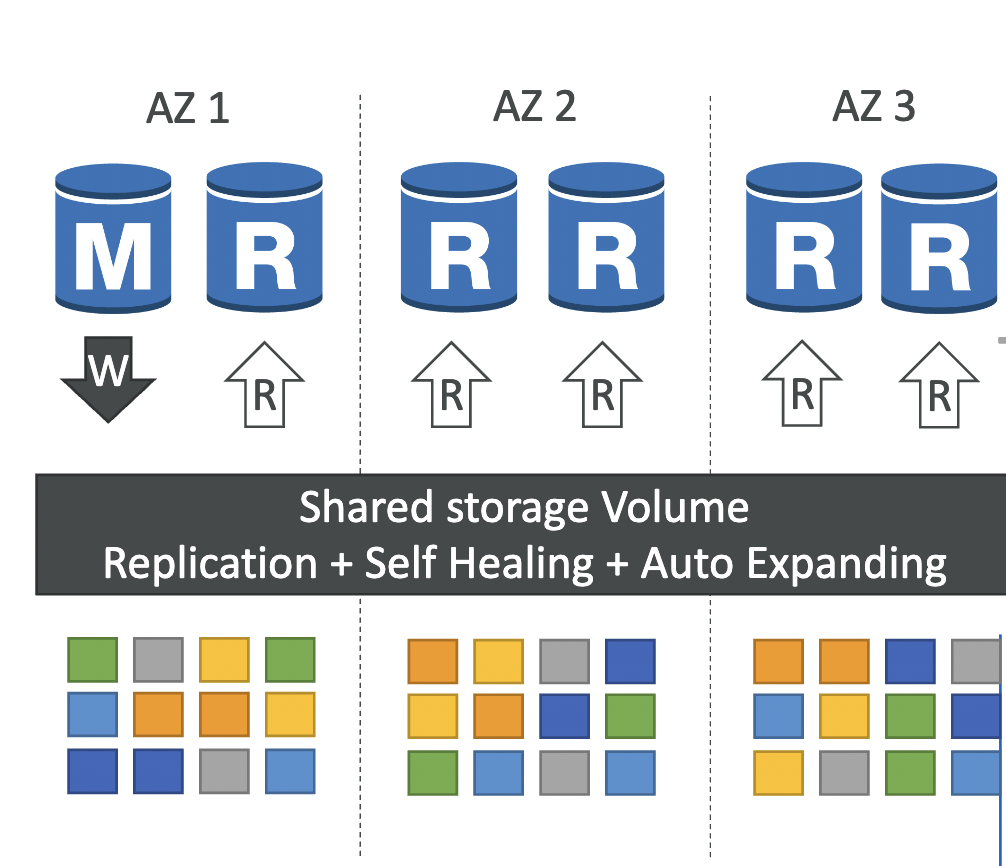 AZ 1
AZ 2
AZ 3
M
R
R
R
R
R
W
R
R
R
R
R
Shared storage Volume
Replication + Self Healing + Auto Expanding